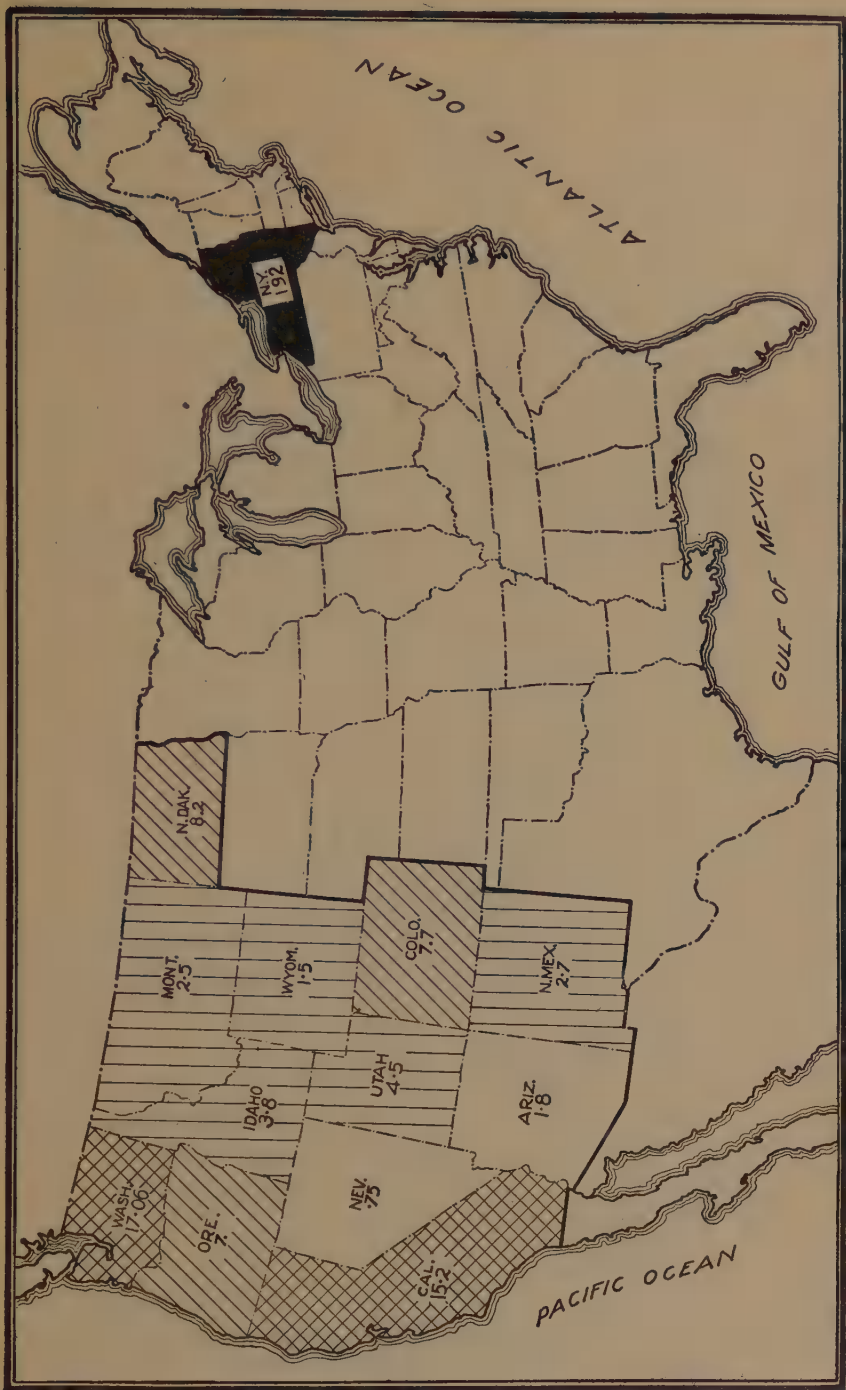 WASH.
17·06
MONT.
2·5
N.DAK.
8.2
ORE.
7.
IDAHO
3·8
WYOM.
1·5
N.Y.
192
NEV.
·75
UTAH
4·5
COLO.
7.7
CAL.
15·2
ARIZ.
1·8
N.MEX.
2·7
ATLANTIC OCEAN
PACIFIC OCEAN
GULF OF MEXICO